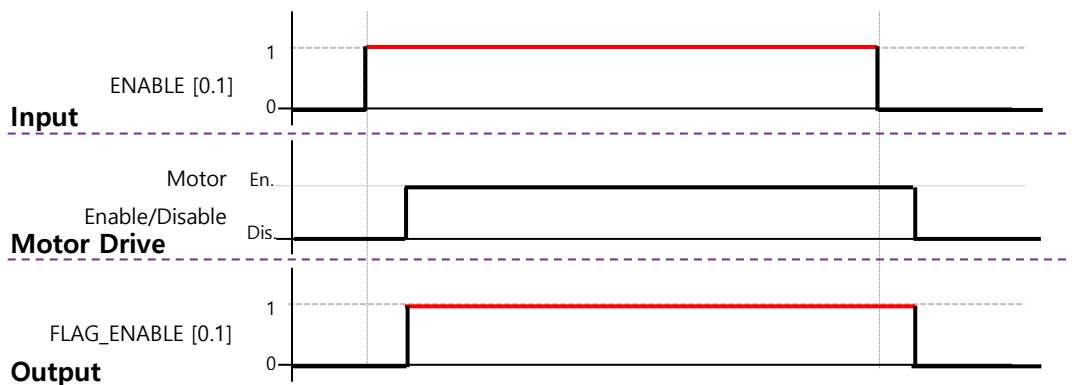 1
ENABLE [0.1]
0
Input
Motor En.
Enable/Disable
Dis.
Motor Drive
1
FLAG_ENABLE [0.1]
0
Output